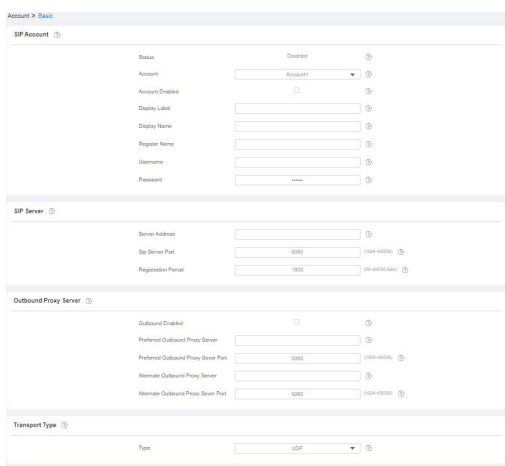 Account » Basic
SIP Account ?
Status Disabled ?
Account Account1 ?
Account Enabled ?
Display Label ?
Display Name ?
Register Name ?
Username ?
Password •••••• ?
SIP Server ?
Server Address ?
Sip Server Port 5060 (1024~65535) ?
Registration Period 1800 (30~65535 Sec) ?
Outbound Proxy Server ?
Outbound Enabled ?
Preferred Outbound Proxy Server ?
Preferred Outbound Proxy Sever Port 5060 (1024~65535) ?
Alternate Outbound Proxy Server ?
Alternate Outbound Proxy Sever Port 5060 (1024~65535) ?
Transport Type ?
Type UDP ?